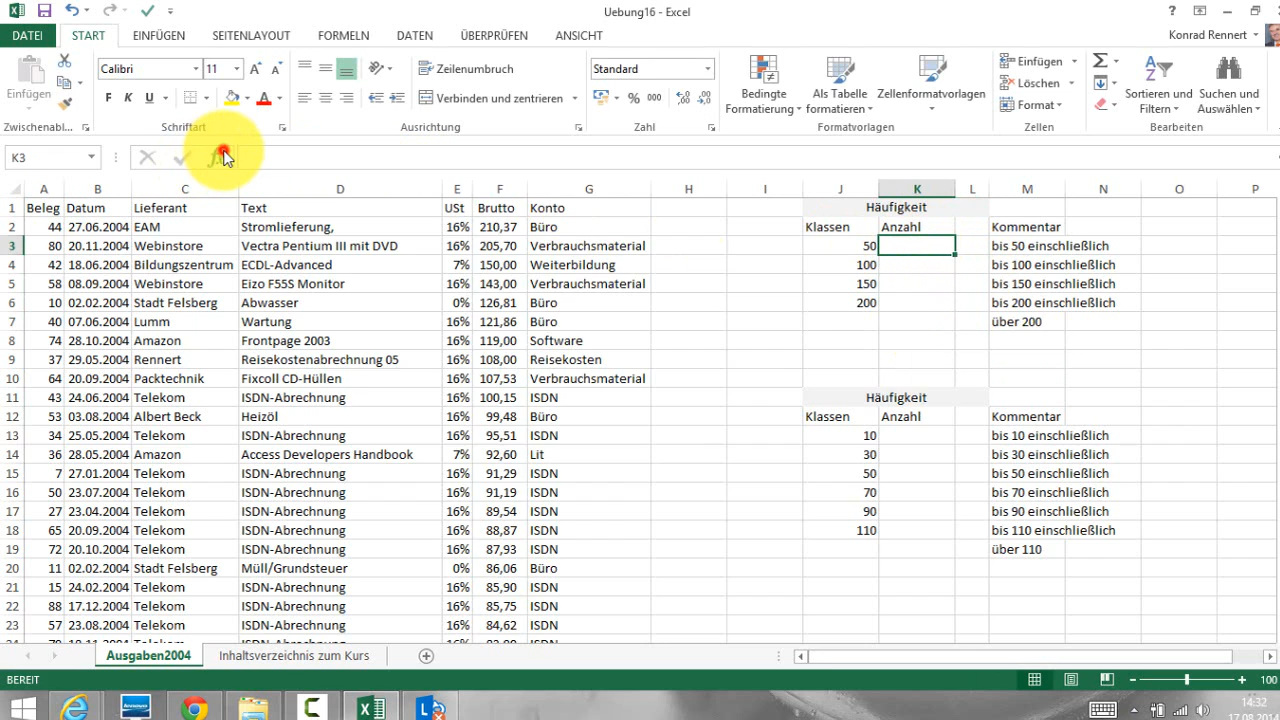 Uebung16 - Excel
DATEI START EINFÜGEN SEITENLAYOUT FORMELN DATEN ÜBERPRÜFEN ANSICHT Konrad Rennert
Einfügen
Calibri 11
Zeilenumbruch
Standard
Bedingte Formatierung
Als Tabelle formatieren
Zellenformatvorlagen
Einfügen
Löschen
Format
Sortieren und Filtern
Suchen und Auswählen
F K U
Verbinden und zentrieren
% 000
Zwischenabl... Schriftart Ausrichtung Zahl Formatvorlagen Zellen Bearbeiten
K3
A B C D E F G H I J K L M N O P
1 Beleg Datum Lieferant Text USt Brutto Konto Häufigkeit
2 44 27.06.2004 EAM Stromlieferung, 16% 210,37 Büro Klassen Anzahl Kommentar
3 80 20.11.2004 Webinstore Vectra Pentium III mit DVD 16% 205,70 Verbrauchsmaterial 50 bis 50 einschließlich
4 42 18.06.2004 Bildungszentrum ECDL-Advanced 7% 150,00 Weiterbildung 100 bis 100 einschließlich
5 58 08.09.2004 Webinstore Eizo F55S Monitor 16% 143,00 Verbrauchsmaterial 150 bis 150 einschließlich
6 10 02.02.2004 Stadt Felsberg Abwasser 0% 126,81 Büro 200 bis 200 einschließlich
7 40 07.06.2004 Lumm Wartung 16% 121,86 Büro über 200
8 74 28.10.2004 Amazon Frontpage 2003 16% 119,00 Software
9 37 29.05.2004 Rennert Reisekostenabrechnung 05 16% 108,00 Reisekosten
10 64 20.09.2004 Packtechnik Fixcoll CD-Hüllen 16% 107,53 Verbrauchsmaterial
11 43 24.06.2004 Telekom ISDN-Abrechnung 16% 100,15 ISDN Häufigkeit
12 53 03.08.2004 Albert Beck Heizöl 16% 99,48 Büro Klassen Anzahl Kommentar
13 34 25.05.2004 Telekom ISDN-Abrechnung 16% 95,51 ISDN 10 bis 10 einschließlich
14 36 28.05.2004 Amazon Access Developers Handbook 7% 92,60 Lit 30 bis 30 einschließlich
15 7 27.01.2004 Telekom ISDN-Abrechnung 16% 91,29 ISDN 50 bis 50 einschließlich
16 50 23.07.2004 Telekom ISDN-Abrechnung 16% 91,19 ISDN 70 bis 70 einschließlich
17 27 23.04.2004 Telekom ISDN-Abrechnung 16% 89,54 ISDN 90 bis 90 einschließlich
18 65 20.09.2004 Telekom ISDN-Abrechnung 16% 88,87 ISDN 110 bis 110 einschließlich
19 72 20.10.2004 Telekom ISDN-Abrechnung 16% 87,93 ISDN über 110
20 11 02.02.2004 Stadt Felsberg Müll/Grundsteuer 0% 86,06 Büro
21 15 24.02.2004 Telekom ISDN-Abrechnung 16% 85,90 ISDN
22 88 17.12.2004 Telekom ISDN-Abrechnung 16% 85,75 ISDN
23 57 23.08.2004 Telekom ISDN-Abrechnung 16% 84,62 ISDN
Telekom ISDN-Abrechnung 16% ISDN
Ausgaben2004 Inhaltsverzeichnis zum Kurs
BEREIT 100
14:32